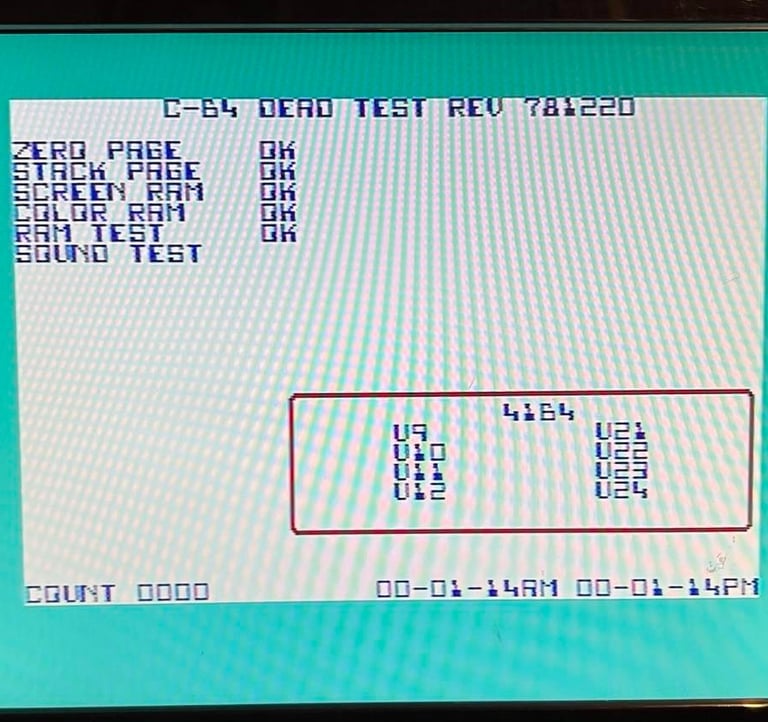 C-64 DEAD TEST REV 781220
ZERO PAGE OK
STACK PAGE OK
SCREEN RAM OK
COLOR RAM OK
RAM TEST OK
SOUND TEST
4164
U9 U21
U10 U22
U11 U23
U12 U24
COUNT 0000 00-01-14AM 00-01-14PM